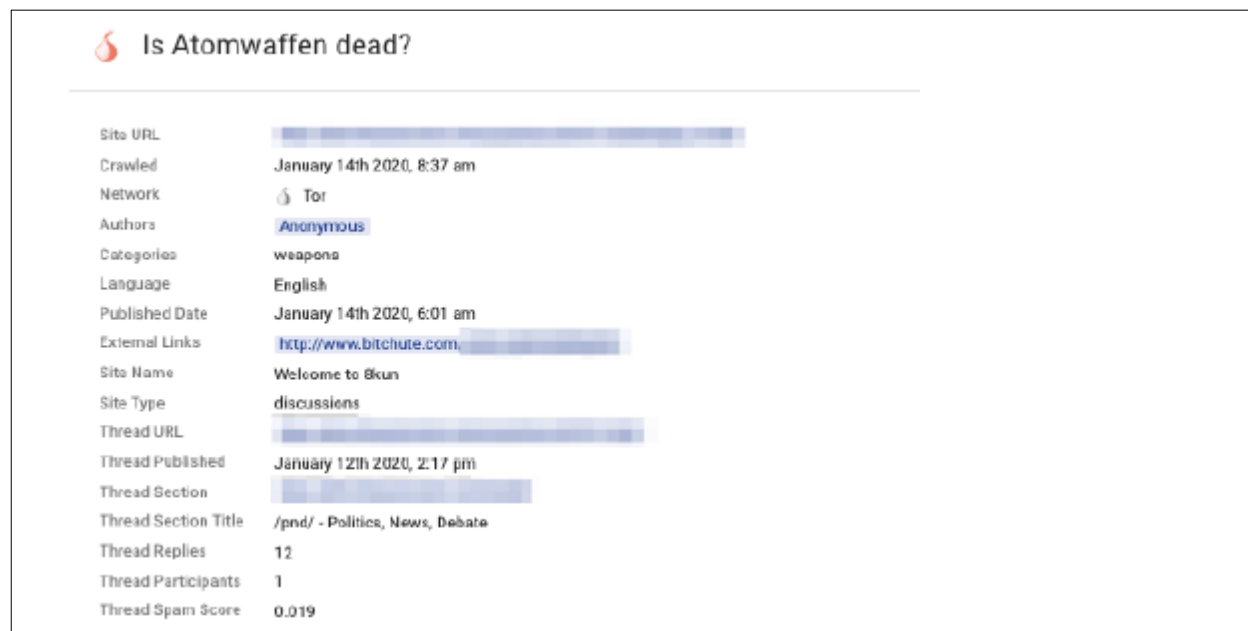 Is Atomwaffen dead?
Site URL
Crawled January 14th 2020, 8:37 am
Network Tor
Authors Anonymous
Categories weapons
Language English
Published Date January 14th 2020, 6:01 am
External Links http://www.bitchute.com
Site Name Welcome to 8kun
Site Type discussions
Thread URL
Thread Published January 12th 2020, 2:17 pm
Thread Section
Thread Section Title /pnd/ - Politics, News, Debate
Thread Replies 12
Thread Participants 1
Thread Spam Score 0.019